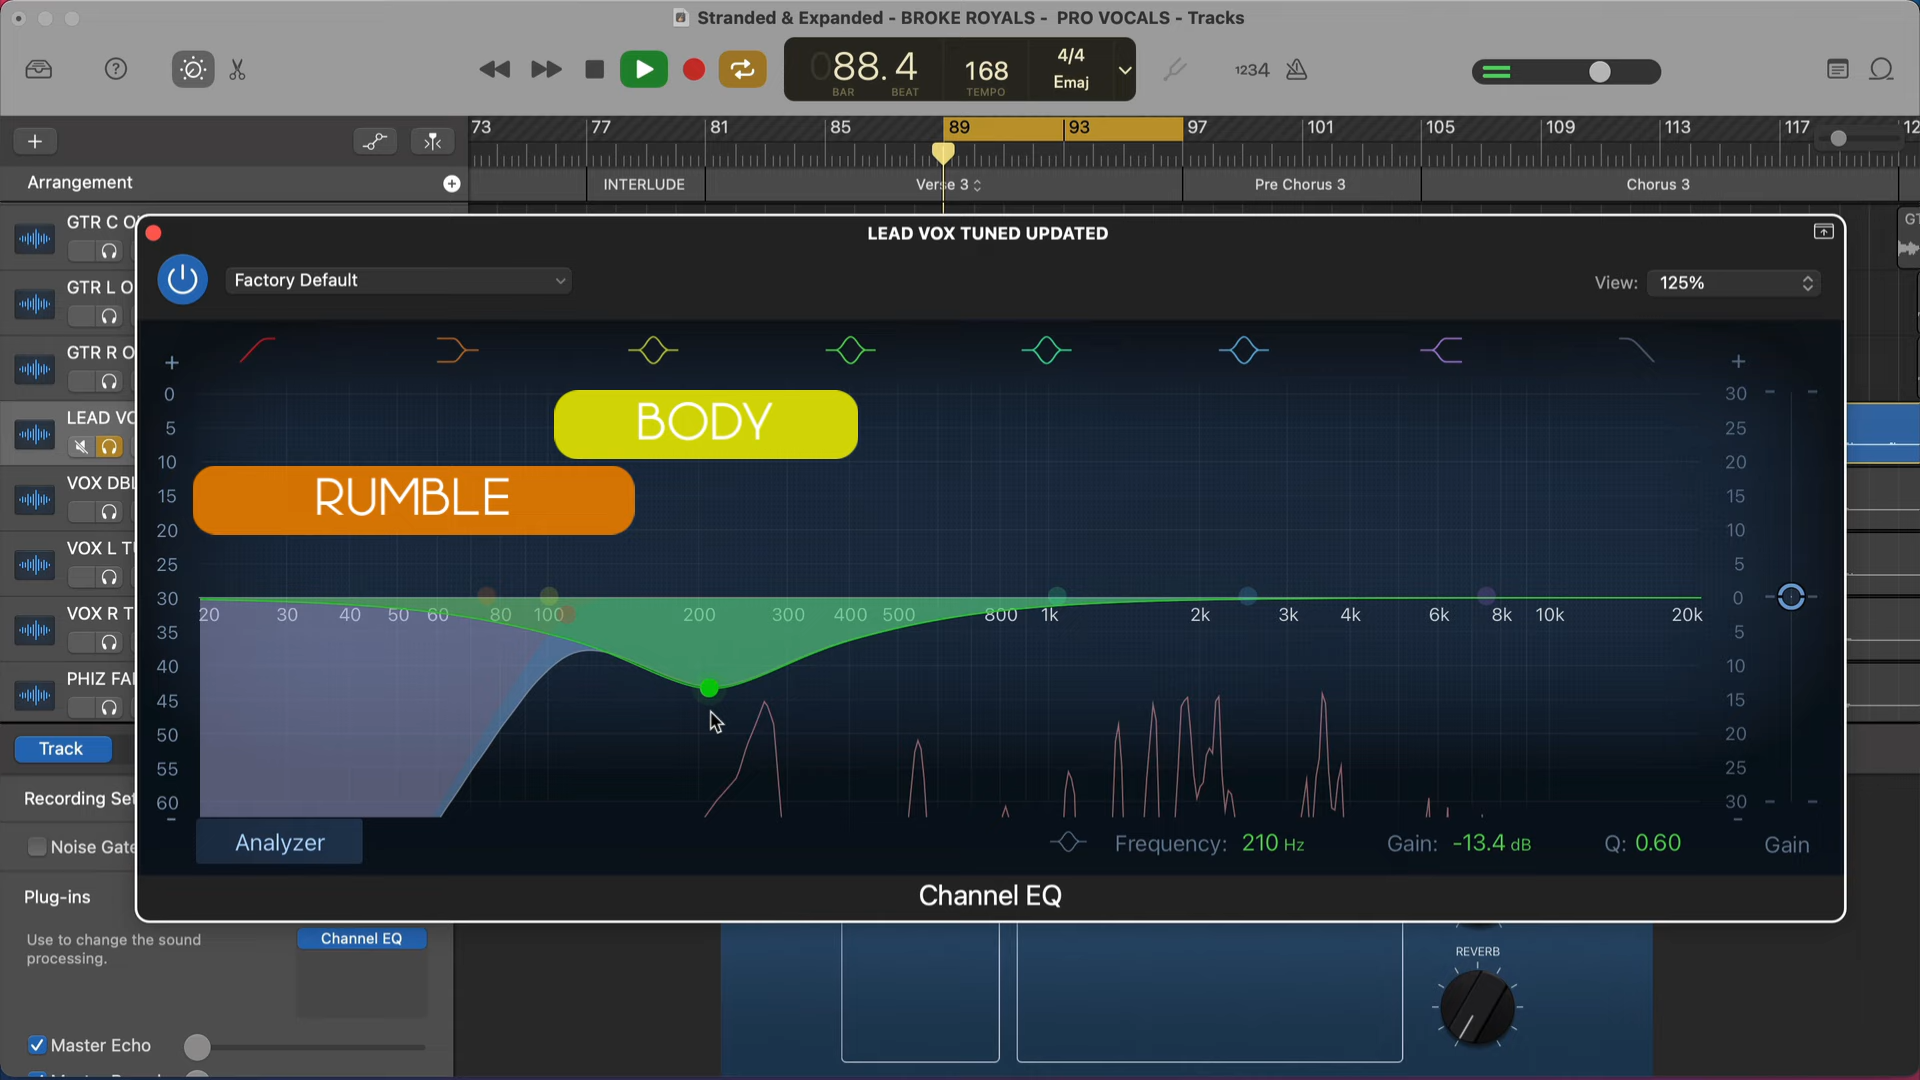 Stranded & Expanded - BROKE ROYALS - PRO VOCALS - Tracks
088.4
BAR BEAT
168
TEMPO
4/4
Emaj
1234
73 77 81 85 89 93 97 101 105 109 113 117 12
Arrangement
INTERLUDE Verse 3 Pre Chorus 3 Chorus 3
GTR C O
GTR L O
GTR R O
LEAD VO
VOX DBL
VOX L T
VOX R T
PHIZ FA
LEAD VOX TUNED UPDATED
Factory Default
View: 125%
BODY
RUMBLE
0 5 10 15 20 25 30 35 40 45 50 55 60
30 25 20 15 10 5 0 5 10 15 20 25 30
20 30 40 50 60 80 100 200 300 400 500 800 1k 2k 3k 4k 6k 8k 10k 20k
Analyzer
Frequency: 210 Hz
Gain: -13.4 dB
Q: 0.60
Gain
Channel EQ
Track
Recording Set
Noise Gate
Plug-ins
Use to change the sound
processing.
Channel EQ
Master Echo
REVERB